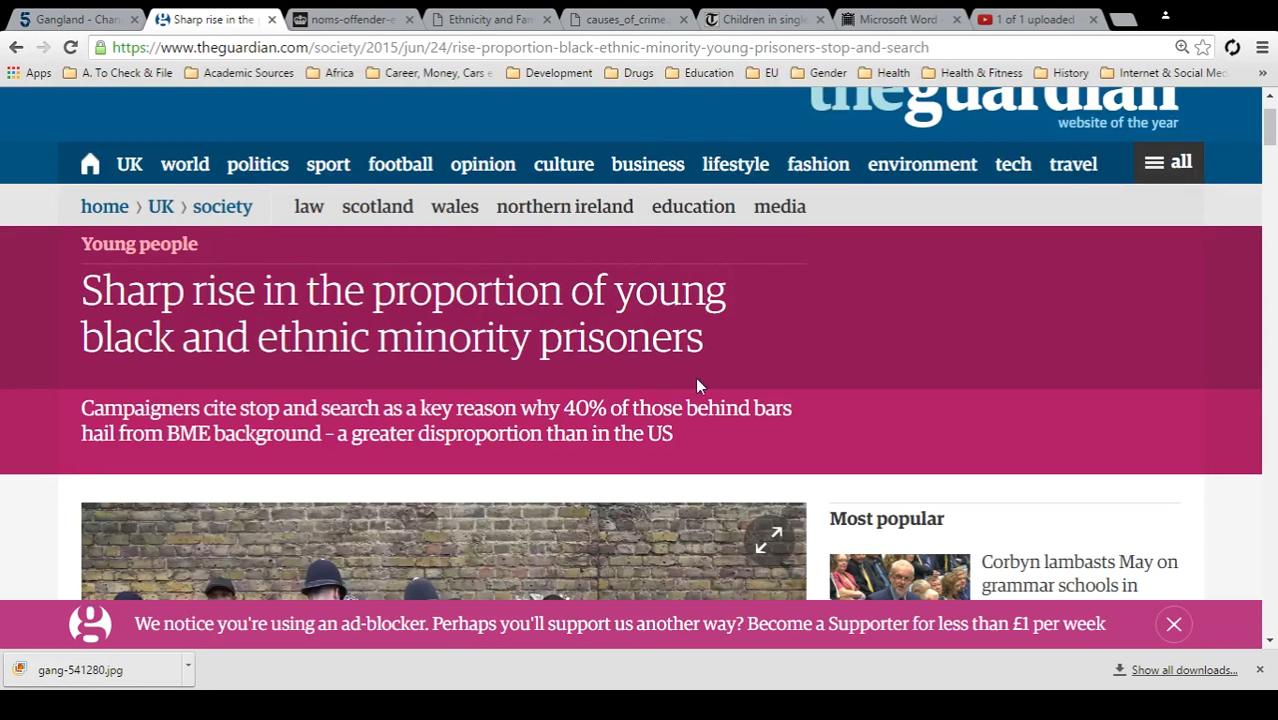 Gangland - Chan
Sharp rise in the p
noms-offender-e
Ethnicity and Fam
causes_of_crime.
Children in single
Microsoft Word -
1 of 1 uploaded
https://www.theguardian.com/society/2015/jun/24/rise-proportion-black-ethnic-minority-young-prisoners-stop-and-search
Apps
A. To Check & File
Academic Sources
Africa
Career, Money, Cars e
Development
Drugs
Education
EU
Gender
Health
Health & Fitness
History
Internet & Social Med
»
theguardian
website of the year
UK world politics sport football opinion culture business lifestyle fashion environment tech travel all
home › UK › society law scotland wales northern ireland education media
Young people
Sharp rise in the proportion of young
black and ethnic minority prisoners
Campaigners cite stop and search as a key reason why 40% of those behind bars
hail from BME background – a greater disproportion than in the US
Most popular
Corbyn lambasts May on
grammar schools in
We notice you're using an ad-blocker. Perhaps you'll support us another way? Become a Supporter for less than £1 per week
gang-541280.jpg
Show all downloads...